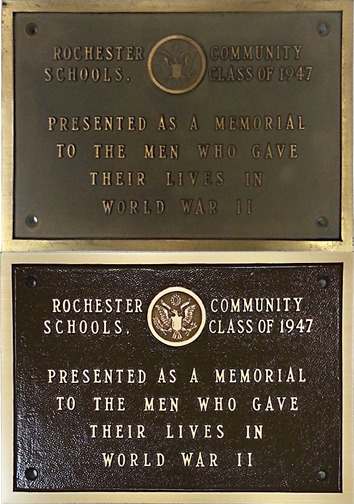 ROCHESTER COMMUNITY
SCHOOLS. CLASS OF 1947
PRESENTED AS A MEMORIAL
TO THE MEN WHO GAVE
THEIR LIVES IN
WORLD WAR II
ROCHESTER COMMUNITY
SCHOOLS. CLASS OF 1947
PRESENTED AS A MEMORIAL
TO THE MEN WHO GAVE
THEIR LIVES IN
WORLD WAR II